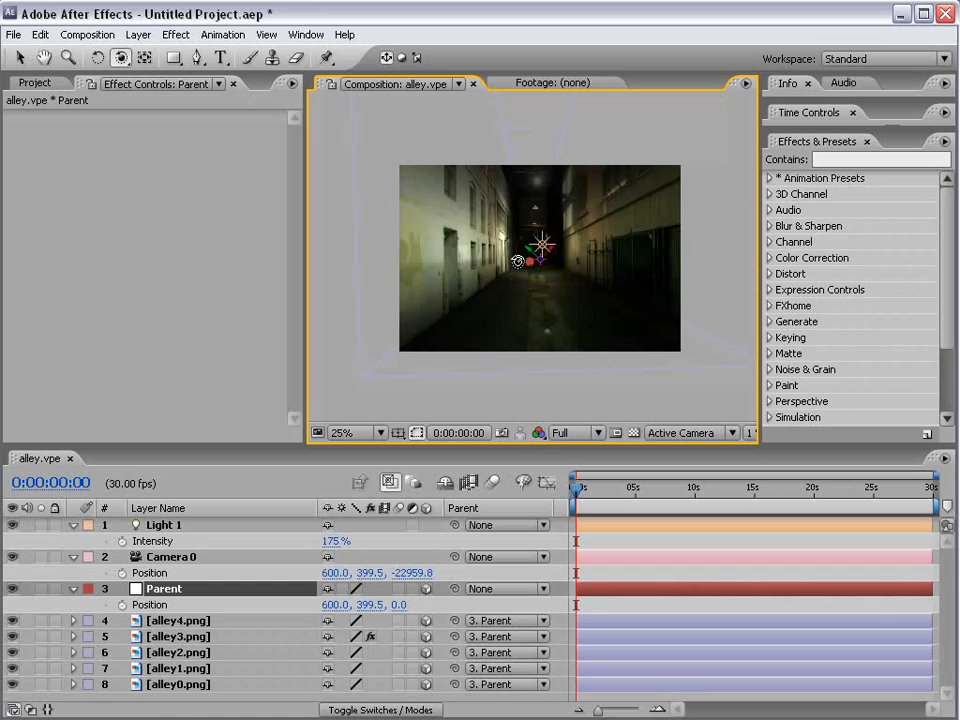 Adobe After Effects - Untitled Project.aep *
File Edit Composition Layer Effect Animation View Window Help
Workspace: Standard
Project Effect Controls: Parent Composition: alley.vpe Footage: (none) Info Audio
alley.vpe * Parent
Time Controls
Effects & Presets
Contains:
* Animation Presets
3D Channel
Audio
Blur & Sharpen
Channel
Color Correction
Distort
Expression Controls
FXhome
Generate
Keying
Matte
Noise & Grain
Paint
Perspective
Simulation
25% 0:00:00:00 Full Active Camera 1
alley.vpe
0:00:00:00 (30.00 fps)
05s 10s 15s 20s 25s 30s
# Layer Name Parent
1 Light 1 None
Intensity 175 %
2 Camera 0 None
Position 600.0, 399.5, -22959.8
3 Parent None
Position 600.0, 399.5, 0.0
4 [alley4.png] 3. Parent
5 [alley3.png] 3. Parent
6 [alley2.png] 3. Parent
7 [alley1.png] 3. Parent
8 [alley0.png] 3. Parent
Toggle Switches / Modes